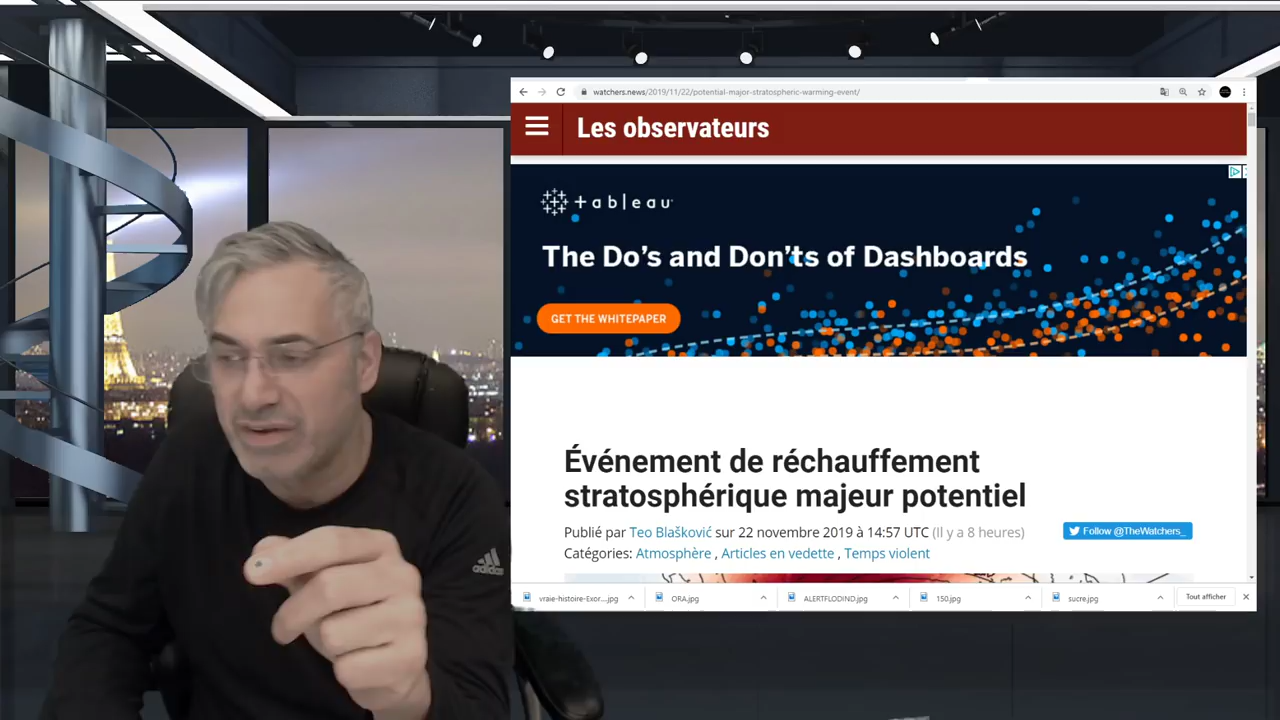 watchers.news/2019/11/22/potential-major-stratospheric-warming-event/
Les observateurs
+ableau
The Do's and Don'ts of Dashboards
GET THE WHITEPAPER
Événement de réchauffement
stratosphérique majeur potentiel
Publié par Teo Blašković sur 22 novembre 2019 à 14:57 UTC (Il y a 8 heures)
Follow @TheWatchers_
Catégories: Atmosphère , Articles en vedette , Temps violent
adidas
vraie-histoire-Exor....jpg
ORA.jpg
ALERTFLODIND.jpg
150.jpg
sucre.jpg
Tout afficher